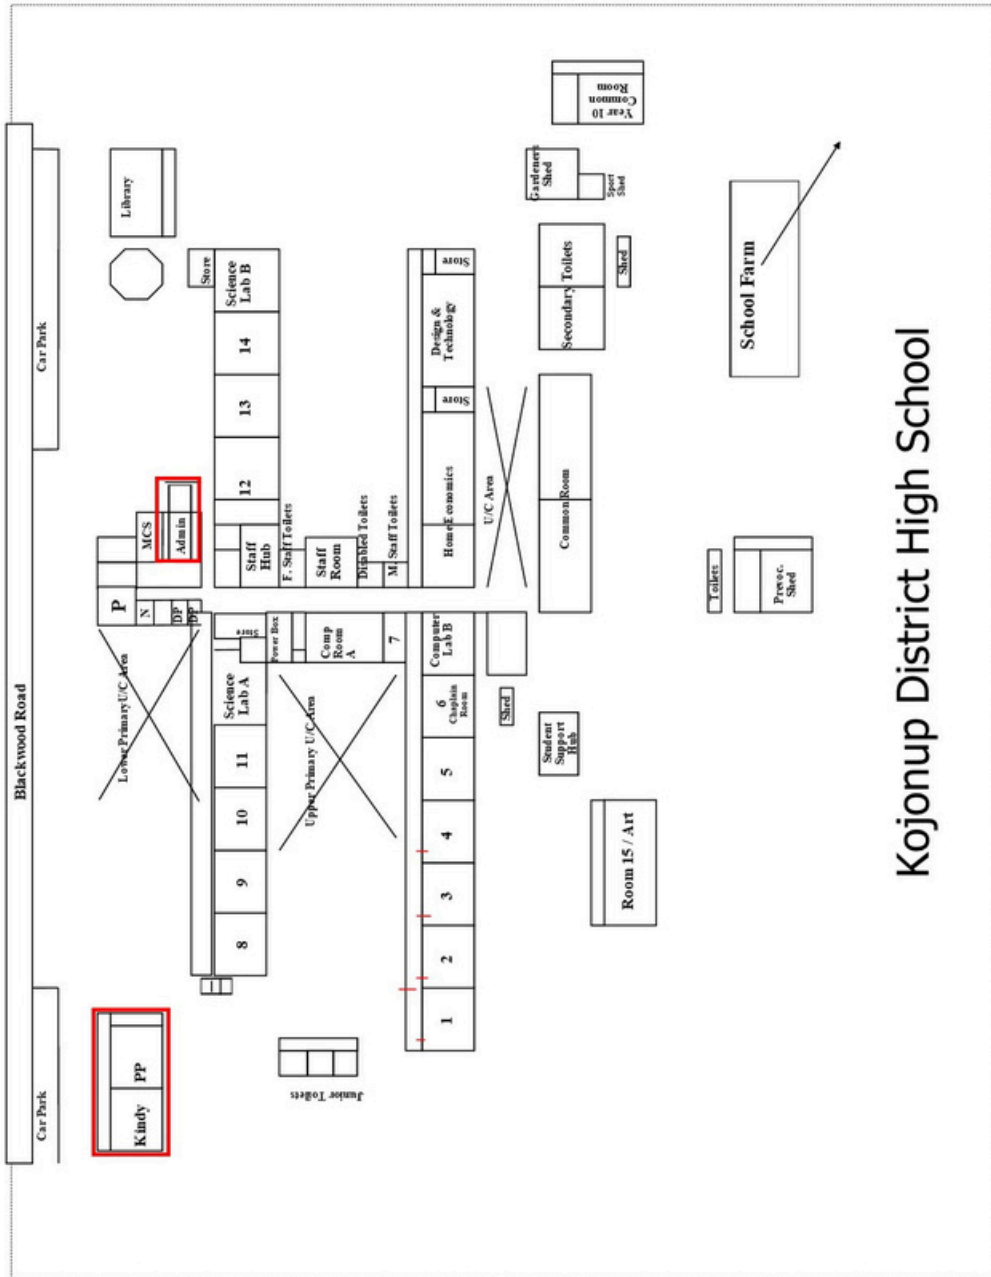 Blackwood Road
Car Park
Car Park
Kindy
PP
Library
MCS
Admin
P
N
DP
DP
Lower Primary U/C Area
Store
Science
Lab B
14
13
12
Staff
Hub
F. Staff Toilets
Staff
Room
Disabled Toilets
M. Staff Toilets
Store
Power Box
Comp
Room
A
7
Science
Lab A
11
10
9
8
Upper Primary U/C Area
Junior Toilets
Store
Design &
Technology
Store
Home Economics
Computer
Lab B
6
Chaplain
Room
5
4
3
2
1
U/C Area
Year 10
Common
Room
Gardeners
Shed
Sport
Shed
Secondary Toilets
Shed
Common Room
Shed
Student
Support
Hub
Room 15 / Art
Toilets
Prevoc.
Shed
School Farm
Kojonup District High School